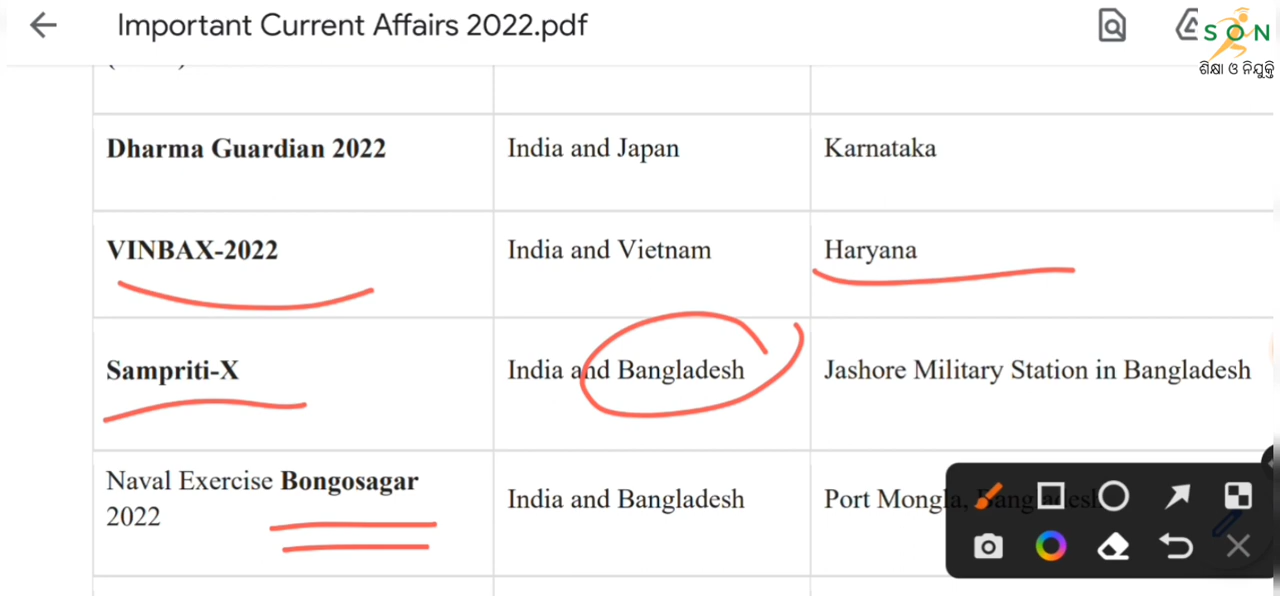 Important Current Affairs 2022.pdf
SON
ଶିକ୍ଷା ଓ ନିଯୁକ୍ତି
Dharma Guardian 2022 India and Japan Karnataka
VINBAX-2022 India and Vietnam Haryana
Sampriti-X India and Bangladesh Jashore Military Station in Bangladesh
Naval Exercise Bongosagar
2022 India and Bangladesh Port Mongla, Bangladesh